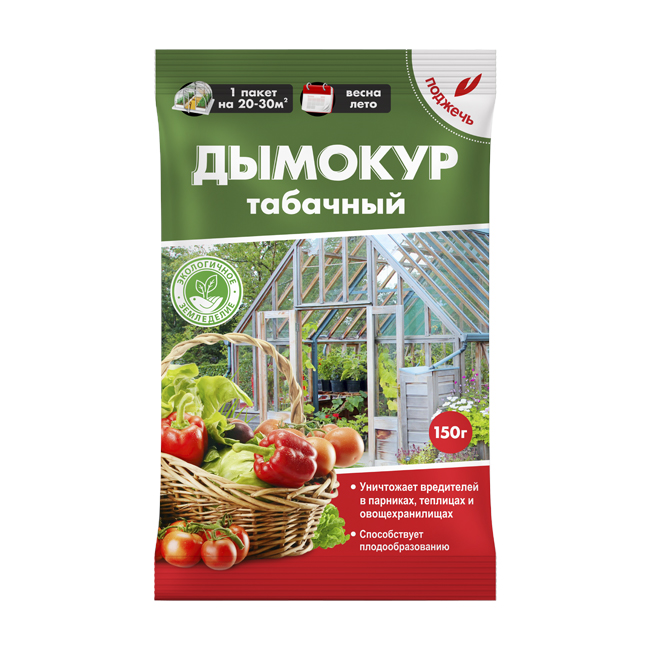 1 пакет
на 20-30м²
весна
лето
поджечь
ДЫМОКУР
табачный
ЭКОЛОГИЧНОЕ
ЗЕМЛЕДЕЛИЕ
150г
• Уничтожает вредителей
в парниках, теплицах и
овощехранилищах
• Способствует
плодообразованию